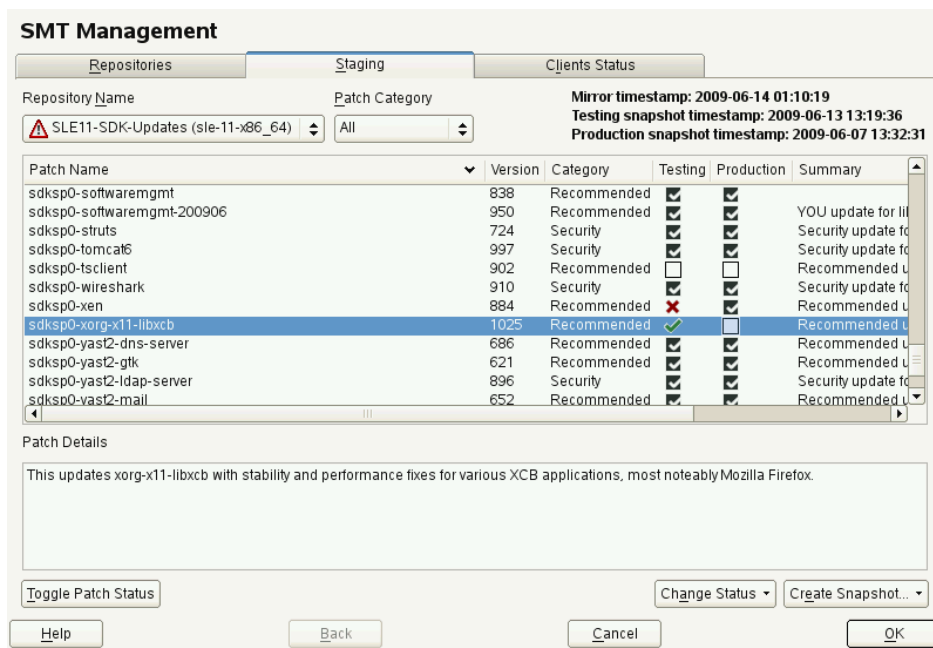 SMT Management
Repositories Staging Clients Status
Repository Name Patch Category Mirror timestamp: 2009-06-14 01:10:19
Testing snapshot timestamp: 2009-06-13 13:19:36
SLE11-SDK-Updates (sle-11-x86_64) All
Production snapshot timestamp: 2009-06-07 13:32:31
Patch Name Version Category Testing Production Summary
sdksp0-softwaremgmt 838 Recommended
sdksp0-softwaremgmt-200906 950 Recommended YOU update for lil
sdksp0-struts 724 Security Security update fo
sdksp0-tomcat6 997 Security Security update fo
sdksp0-tsclient 902 Recommended Recommended u
sdksp0-wireshark 910 Security Security update fo
sdksp0-xen 884 Recommended Recommended u
sdksp0-xorg-x11-libxcb 1025 Recommended Recommended u
sdksp0-yast2-dns-server 686 Recommended Recommended u
sdksp0-yast2-gtk 621 Recommended Recommended u
sdksp0-yast2-ldap-server 896 Security Security update fo
sdksp0-yast2-mail 652 Recommended Recommended u
Patch Details
This updates xorg-x11-libxcb with stability and performance fixes for various XCB applications, most noteably Mozilla Firefox.
Toggle Patch Status Change Status Create Snapshot...
Help Back Cancel OK